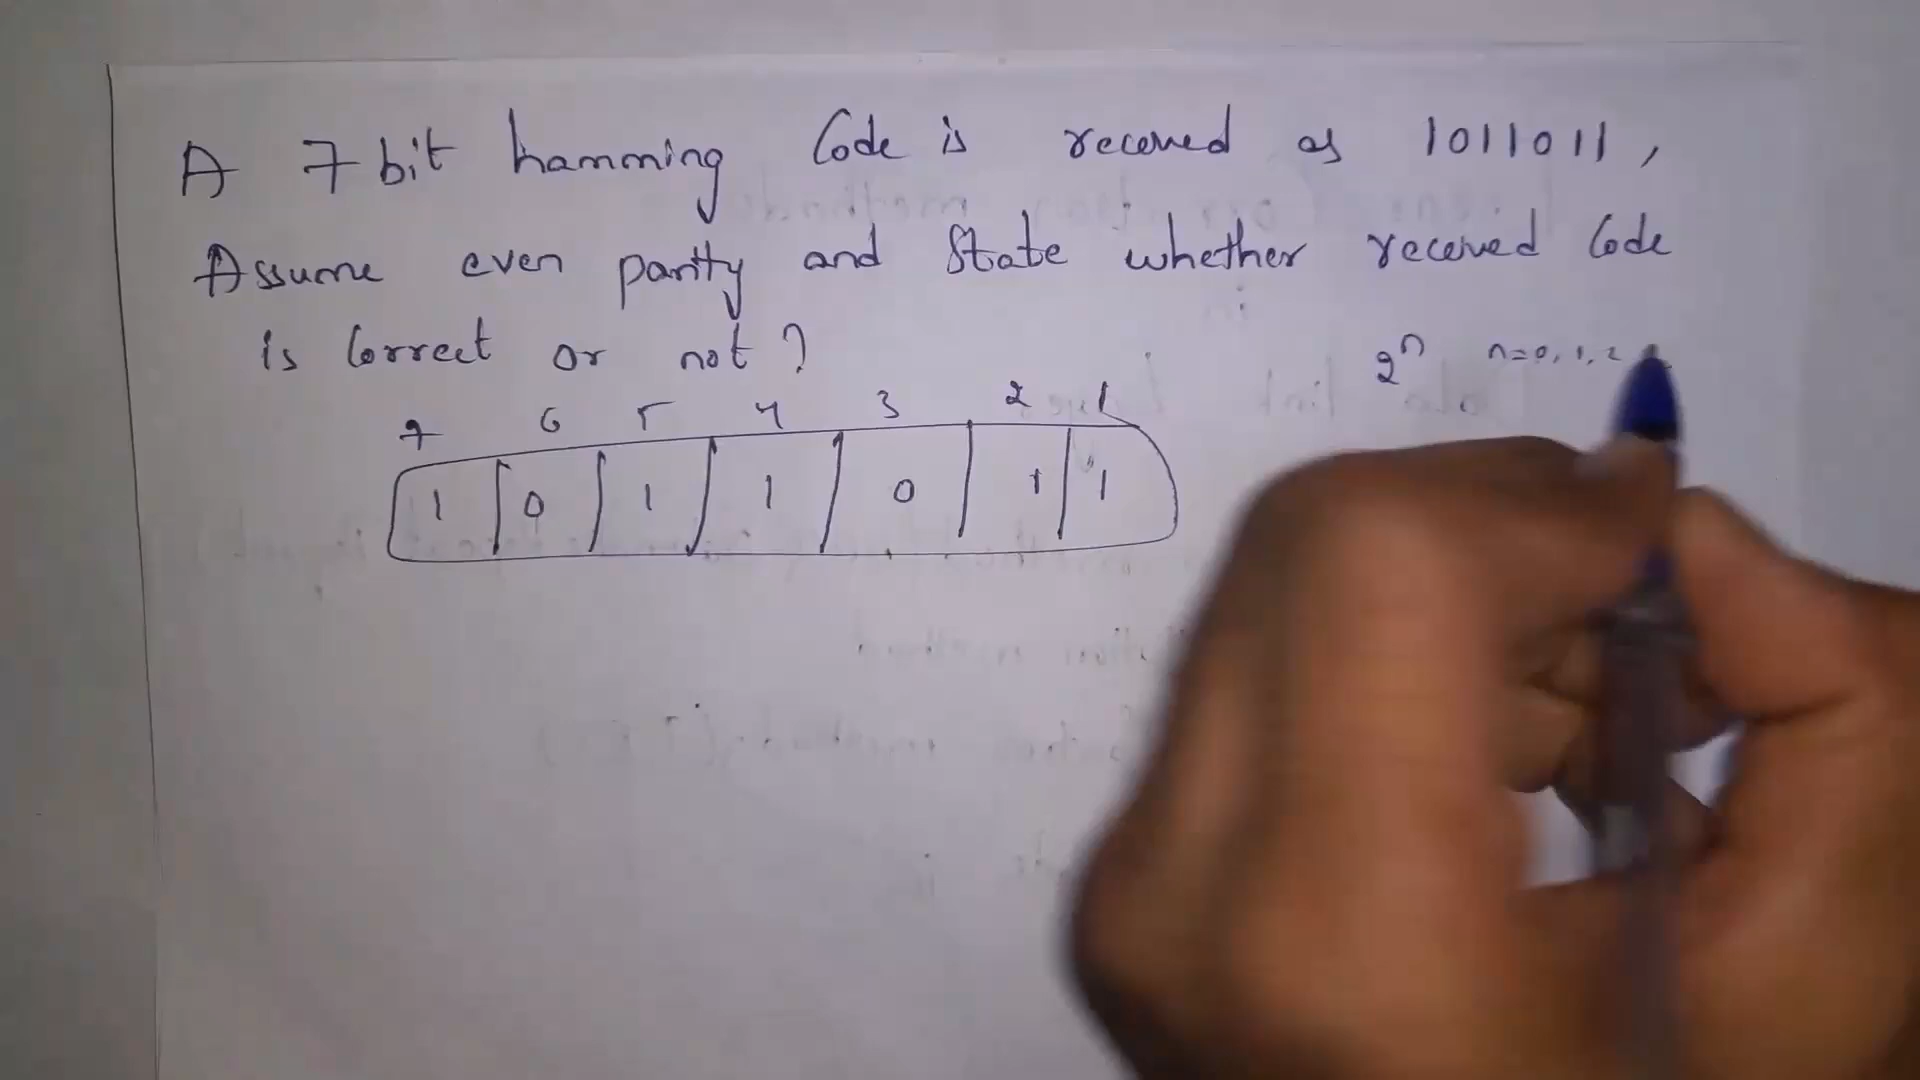 A 7 bit hamming Code is received as 1011011,
Assume even parity and State whether received Code
is Correct or not ?
2ⁿ n=0, 1, 2
7 6 5 4 3 2 1
1 0 1 1 0 1 1